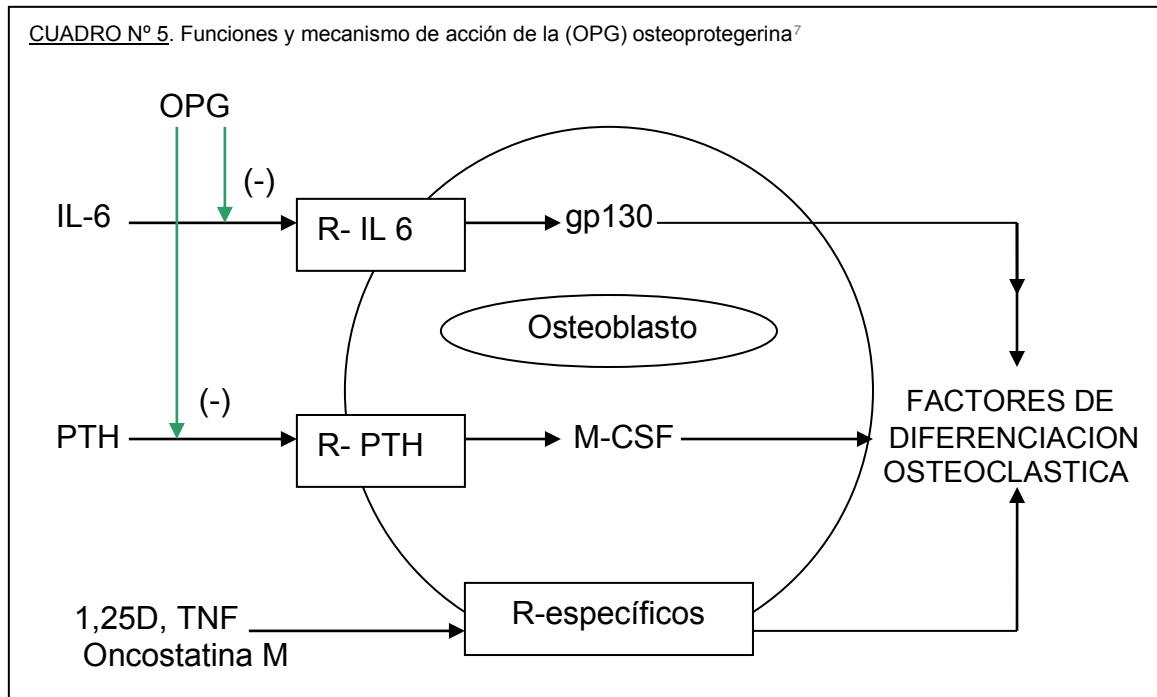 CUADRO Nº 5. Funciones y mecanismo de acción de la (OPG) osteoprotegerina7
OPG
(-)
IL-6
R- IL 6
gp130
Osteoblasto
(-)
PTH
R- PTH
M-CSF
FACTORES DE
DIFERENCIACION
OSTEOCLASTICA
1,25D, TNF
Oncostatina M
R-específicos